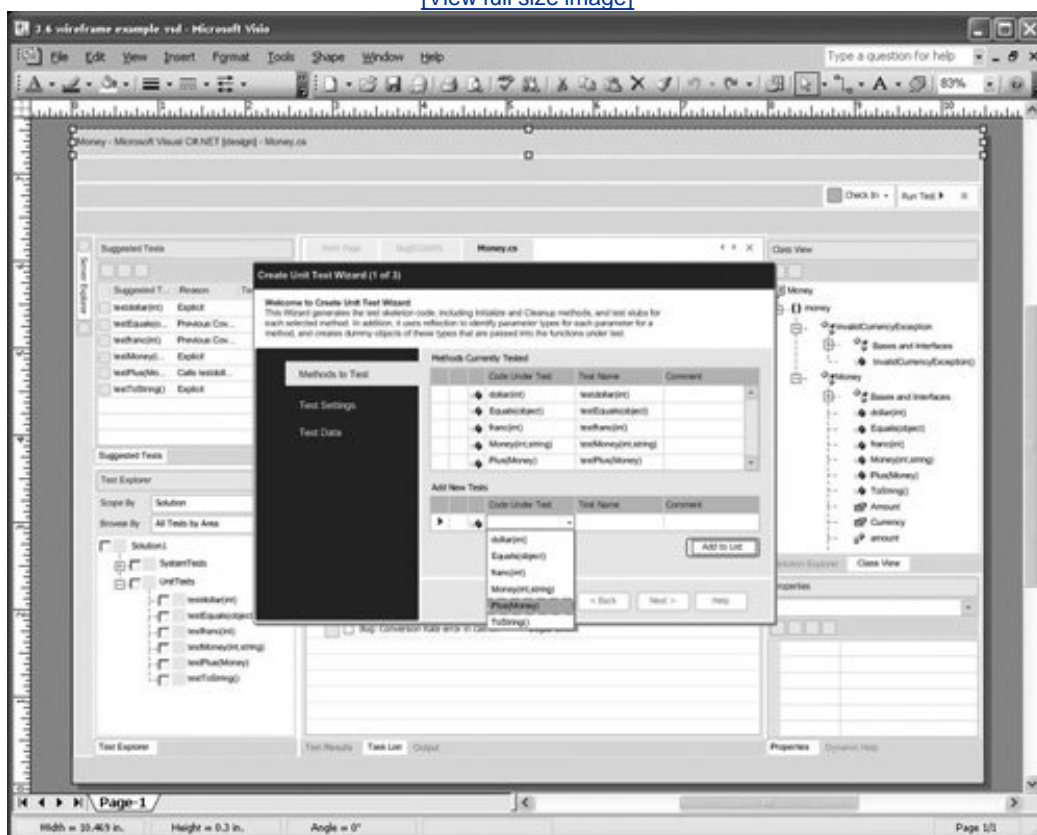 [View full size image]
3.6 wireframe example vsd - Microsoft Visio
File Edit View Insert Format Tools Shape Window Help
Type a question for help
83%
Money - Microsoft Visual C#.NET [design] - Money.cs
Check In
Run Test
Server Explorer
Suggested Tests
Start Page
Money.cs
Class View
Suggested T... Reason
testdollar(int) Explicit
testEquals(o... Previous Cov...
testfranc(int) Previous Cov...
testMoney(i... Explicit
testPlus(Mo... Calls testdoll...
testToString() Explicit
Suggested Tests
Test Explorer
Scope By Solution
Browse By All Tests by Area
Solution1
SystemTests
UnitTests
testdollar(int)
testEquals(object)
testfranc(int)
testMoney(int,string)
testPlus(Money)
testToString()
Test Explorer
Create Unit Test Wizard (1 of 3)
Welcome to Create Unit Test Wizard
This Wizard generates the test skeleton code, including Initialize and Cleanup methods, and test stubs for
each selected method. In addition, it uses reflection to identify parameter types for each parameter for a
method, and creates dummy objects of these types that are passed into the functions under test.
Methods to Test
Test Settings
Test Data
Methods Currently Tested
Code Under Test Test Name Comment
dollar(int) testdollar(int)
Equals(object) testEquals(object)
franc(int) testfranc(int)
Money(int,string) testMoney(int,string)
Plus(Money) testPlus(Money)
Add New Tests
Code Under Test Test Name Comment
dollar(int)
Equals(object)
franc(int)
Money(int,string)
Plus(Money)
ToString()
Add to List
< Back Next > Help
Bug: Conversion Rate error in
Test Results Task List Output
Money
money
InvalidCurrencyException
Bases and Interfaces
InvalidCurrencyException()
Money
Bases and Interfaces
dollar(int)
Equals(object)
franc(int)
Money(int,string)
Plus(Money)
ToString()
Amount
Currency
amount
Solution Explorer Class View
Properties
Properties Dynamic Help
Page-1
Width = 10.469 in. Height = 0.3 in. Angle = 0°
Page 1/1